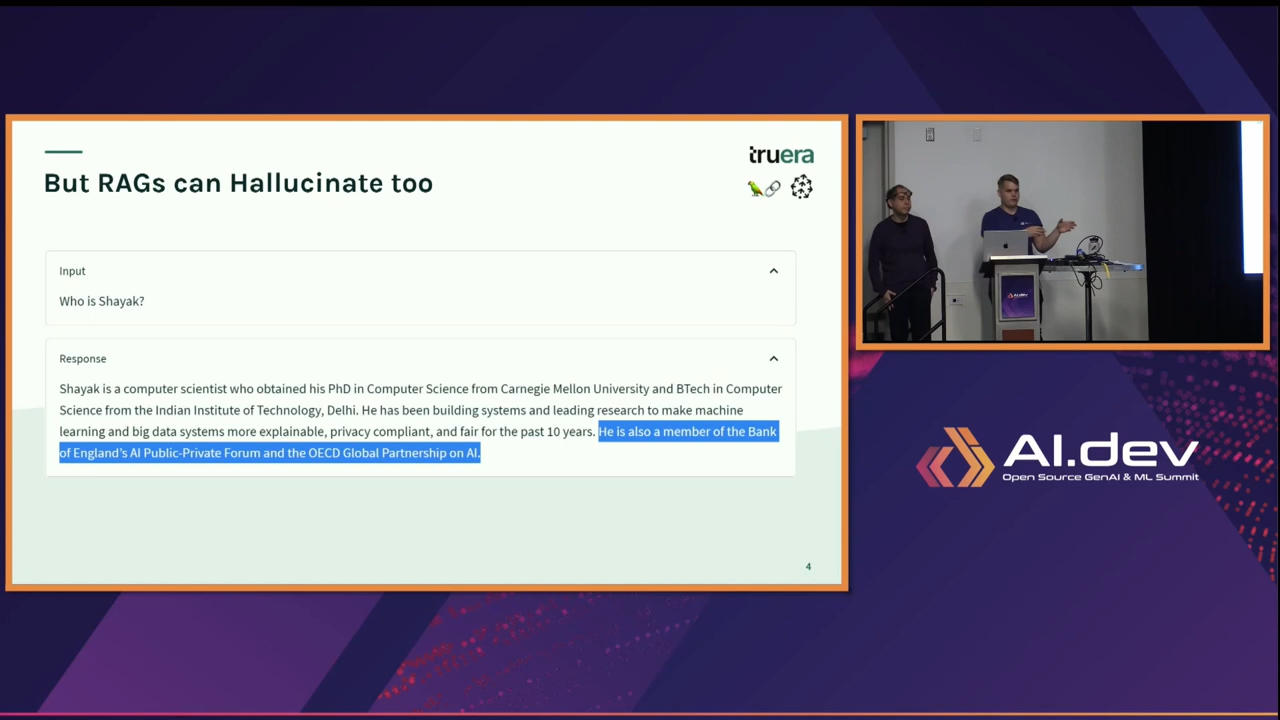 But RAGs can Hallucinate too
truera
Input
Who is Shayak?
Response
Shayak is a computer scientist who obtained his PhD in Computer Science from Carnegie Mellon University and BTech in Computer
Science from the Indian Institute of Technology, Delhi. He has been building systems and leading research to make machine
learning and big data systems more explainable, privacy compliant, and fair for the past 10 years. He is also a member of the Bank
of England's AI Public-Private Forum and the OECD Global Partnership on AI.
4
AI.dev
AI.dev
Open Source GenAI & ML Summit